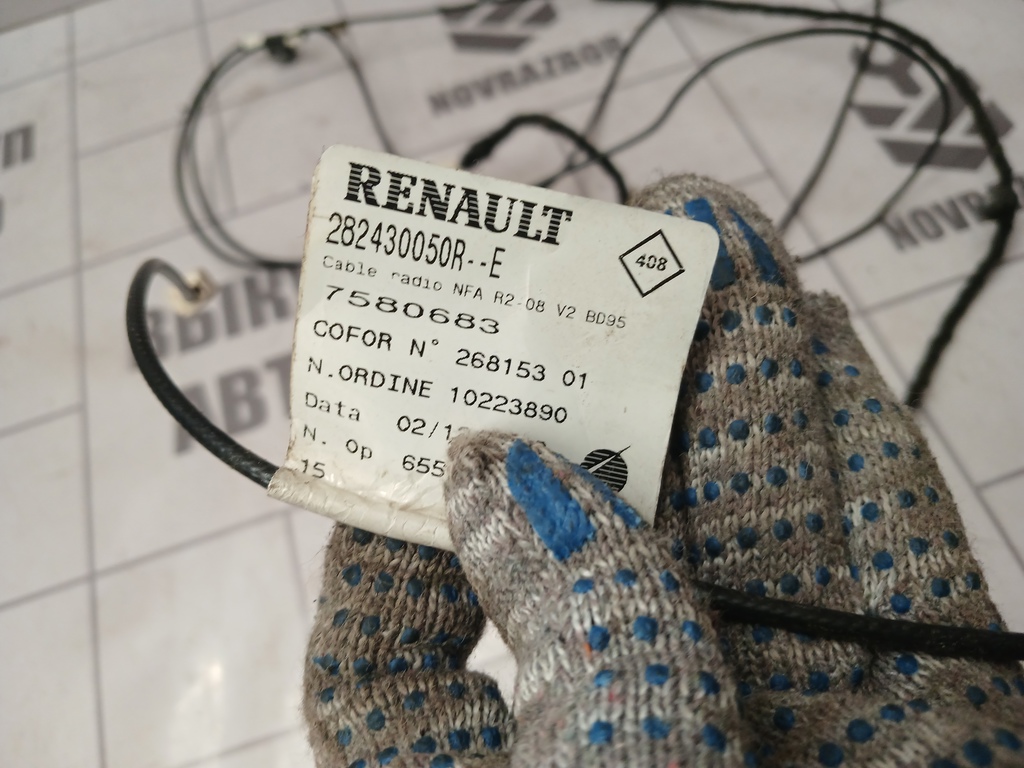 NOVRAZBOR
RENAULT
282430050R--E
408
Cable radio NFA R2-08 V2 BD95
7580683
COFOR N° 268153 01
N.ORDINE 10223890
Data 02/1
N. Op 655
15